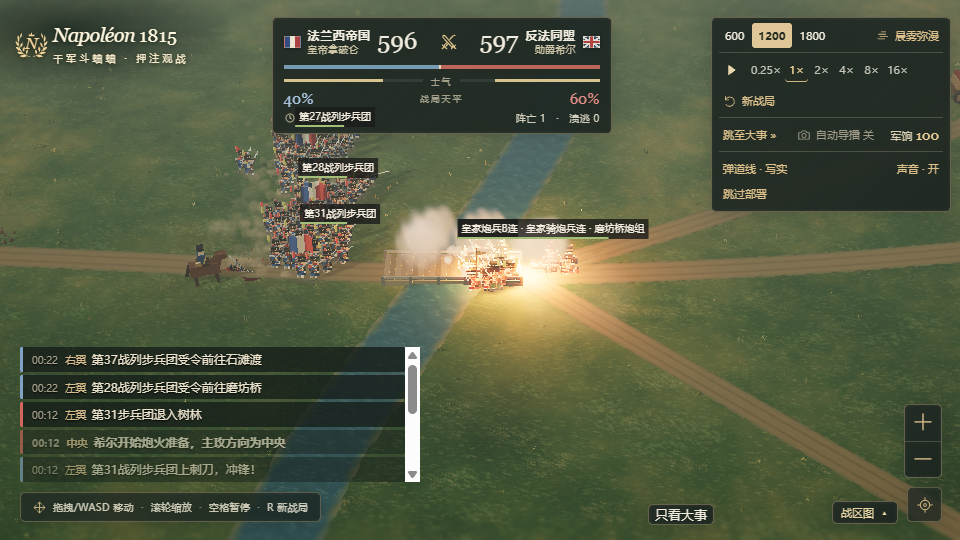 Napoléon 1815
千军斗蛐蛐 · 押注观战
法兰西帝国
皇帝拿破仑
596
597
反法同盟
勋爵希尔
士气
40%
战局天平
60%
阵亡 1 · 溃逃 0
第27战列步兵团
第28战列步兵团
第31战列步兵团
皇家炮兵B连 · 皇家骑炮兵连 · 磨坊桥炮组
600 1200 1800 晨雾弥漫
0.25× 1× 2× 4× 8× 16×
新战局
跳至大事 » 自动导播 关 军饷 100
弹道线 · 写实 声音 · 开
跳过部署
00:22 右翼 第37战列步兵团受令前往石滩渡
00:22 左翼 第28战列步兵团受令前往磨坊桥
00:12 左翼 第31步兵团退入树林
00:12 中央 希尔开始炮火准备，主攻方向为中央
00:12 左翼 第31战列步兵团上刺刀，冲锋！
拖拽/WASD 移动 · 滚轮缩放 · 空格暂停 · R 新战局
只看大事
战区图